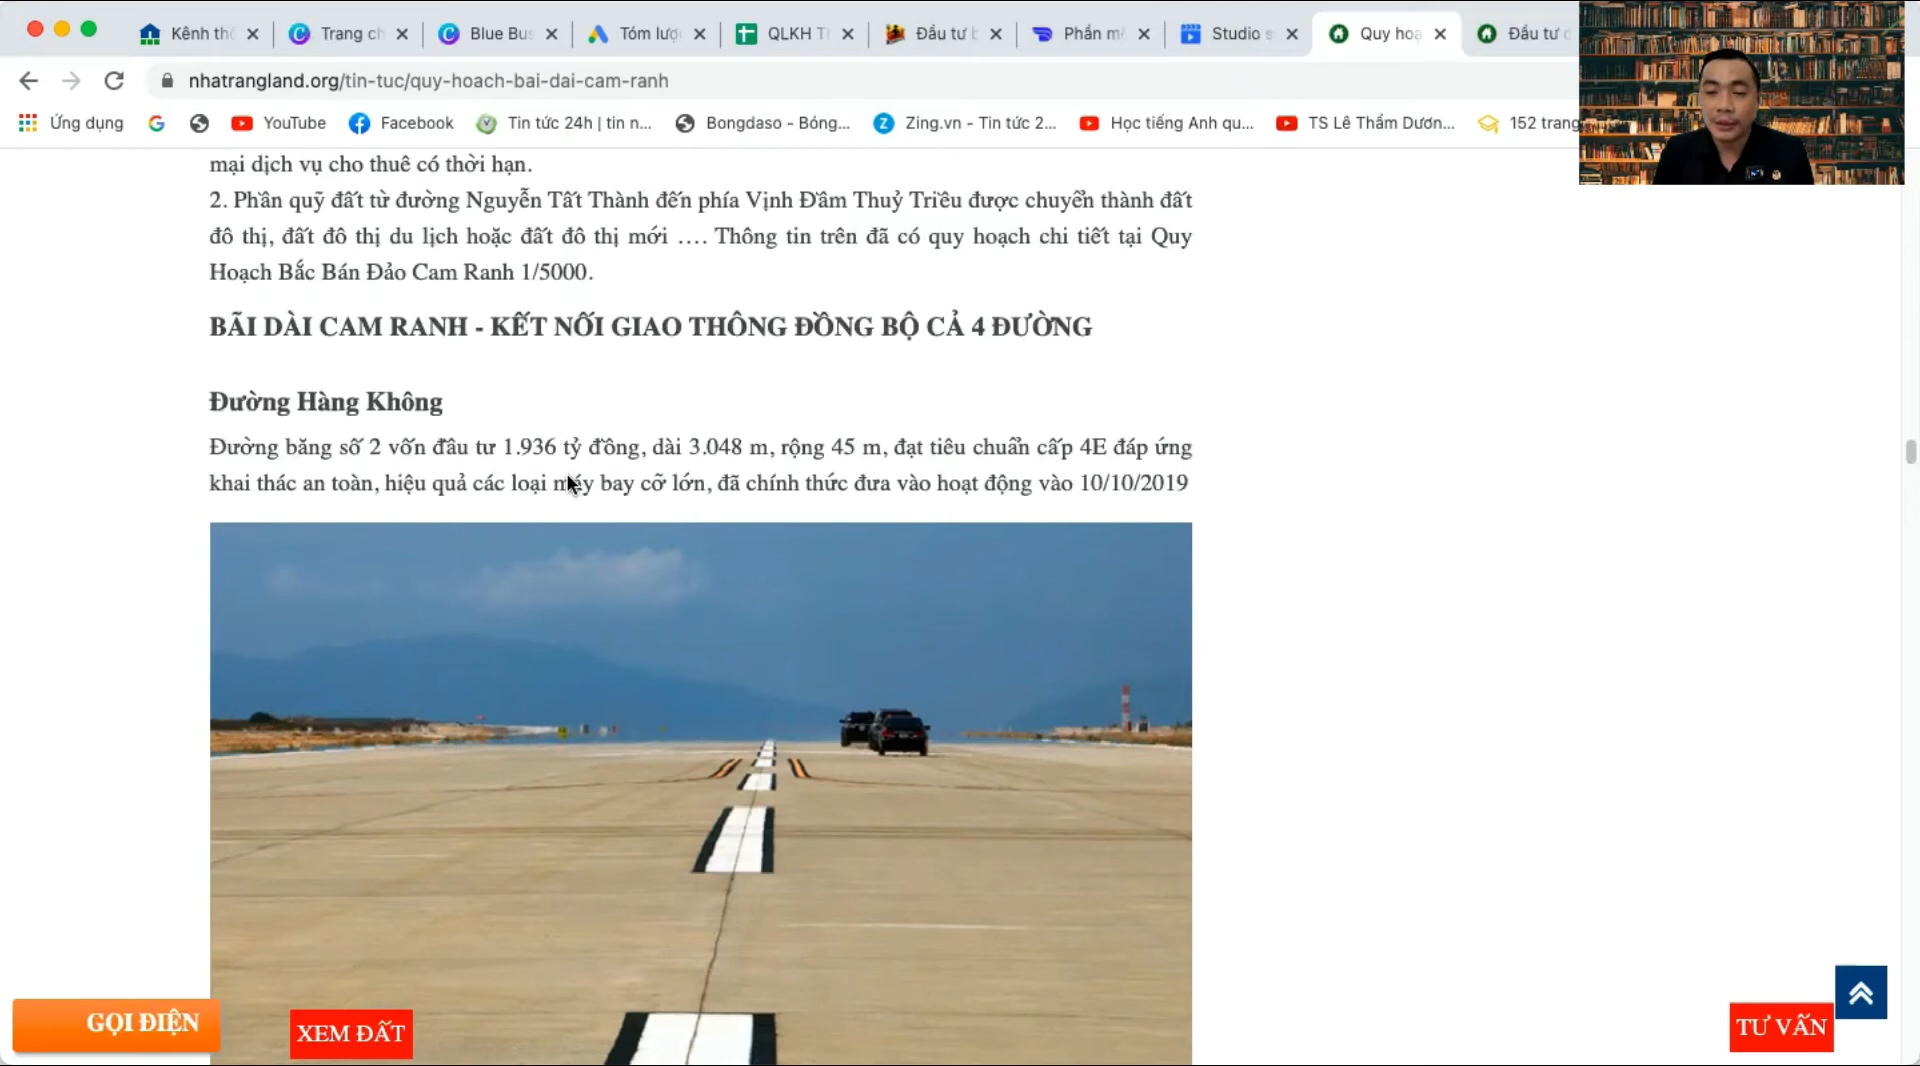 Kênh th
Trang ch
Blue Bus
Tóm lượ
QLKH T
Đầu tư b
Phần m
Studio s
Quy hoạ
Đầu tư d
nhatrangland.org/tin-tuc/quy-hoach-bai-dai-cam-ranh
Ứng dụng
YouTube
Facebook
Tin tức 24h | tin n...
Bongdaso - Bóng...
Zing.vn - Tin tức 2...
Học tiếng Anh qu...
TS Lê Thẩm Dươn...
152 trang
mại dịch vụ cho thuê có thời hạn.
2. Phần quỹ đất từ đường Nguyễn Tất Thành đến phía Vịnh Đầm Thuỷ Triều được chuyển thành đất
đô thị, đất đô thị du lịch hoặc đất đô thị mới .... Thông tin trên đã có quy hoạch chi tiết tại Quy
Hoạch Bắc Bán Đảo Cam Ranh 1/5000.
BÃI DÀI CAM RANH - KẾT NỐI GIAO THÔNG ĐỒNG BỘ CẢ 4 ĐƯỜNG
Đường Hàng Không
Đường băng số 2 vốn đầu tư 1.936 tỷ đồng, dài 3.048 m, rộng 45 m, đạt tiêu chuẩn cấp 4E đáp ứng
khai thác an toàn, hiệu quả các loại máy bay cỡ lớn, đã chính thức đưa vào hoạt động vào 10/10/2019
GỌI ĐIỆN
XEM ĐẤT
TƯ VẤN